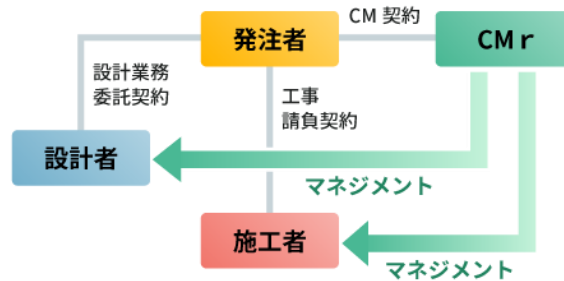 発注者
CM 契約
CMr
設計業務
委託契約
工事
請負契約
設計者
マネジメント
施工者
マネジメント